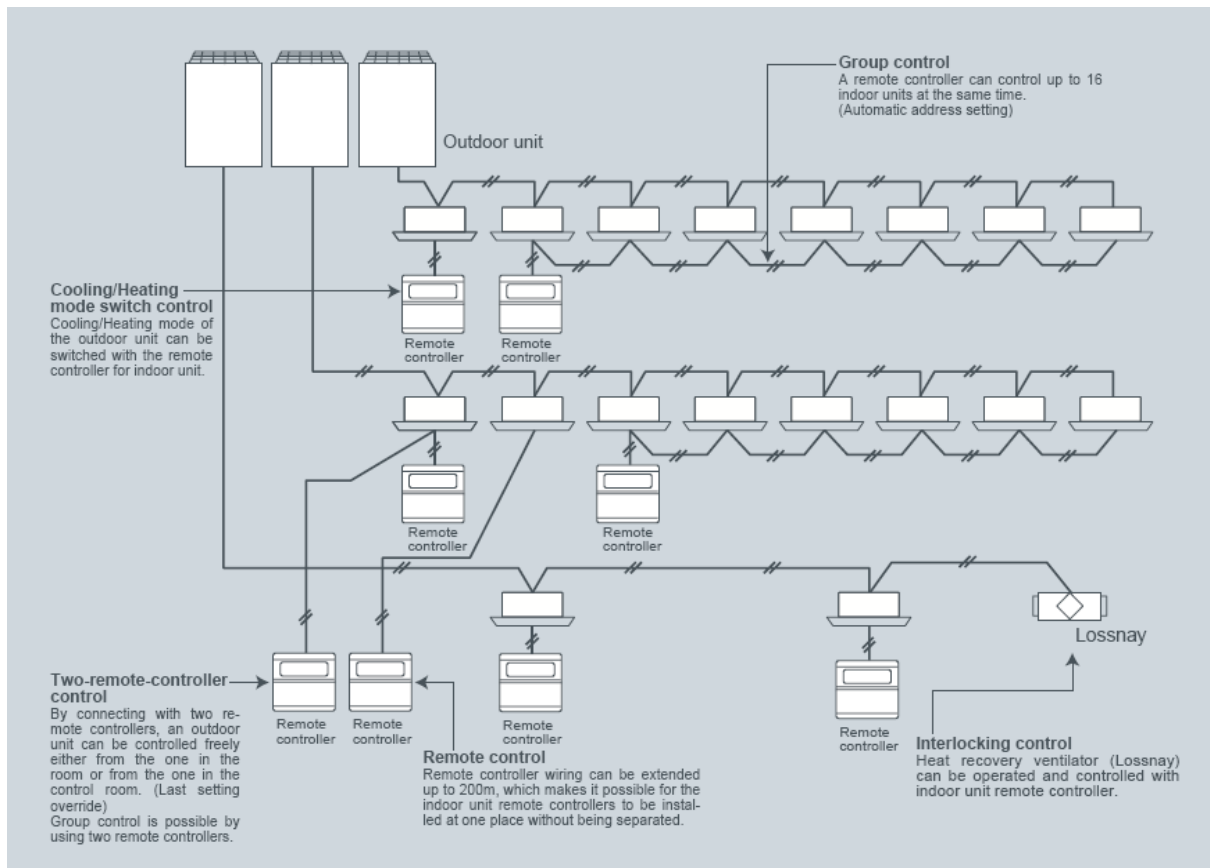 Outdoor unit
Group control
A remote controller can control up to 16
indoor units at the same time.
(Automatic address setting)
Cooling/Heating
mode switch control
Cooling/Heating mode of
the outdoor unit can be
switched with the remote
controller for indoor unit.
Remote
controller
Remote
controller
Remote
controller
Remote
controller
Lossnay
Two-remote-controller
control
By connecting with two re-
mote controllers, an outdoor
unit can be controlled freely
either from the one in the
room or from the one in the
control room. (Last setting
override)
Group control is possible by
using two remote controllers.
Remote
controller
Remote
controller
Remote control
Remote controller wiring can be extended
up to 200m, which makes it possible for the
indoor unit remote controllers to be instal-
led at one place without being separated.
Remote
controller
Remote
controller
Interlocking control
Heat recovery ventilator (Lossnay)
can be operated and controlled with
indoor unit remote controller.